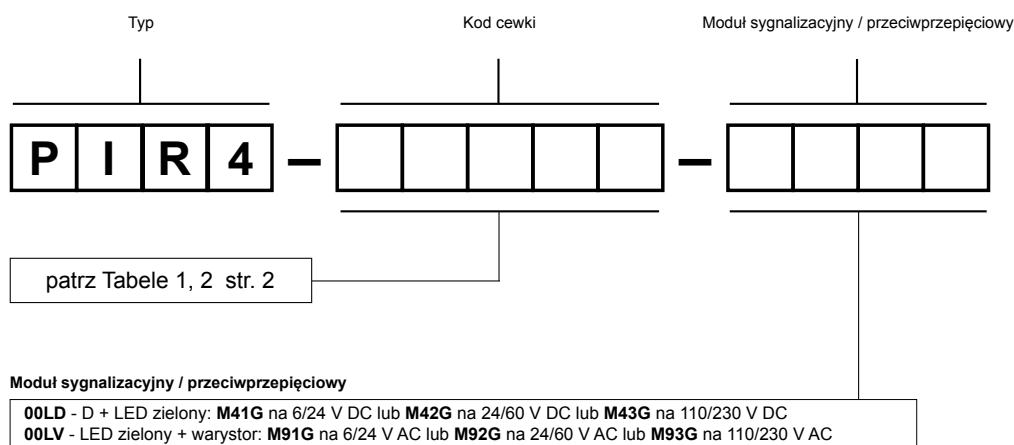 Typ Kod cewki Moduł sygnalizacyjny / przeciwprzepięciowy
P I R 4 – –
patrz Tabele 1, 2 str. 2
Moduł sygnalizacyjny / przeciwprzepięciowy
00LD - D + LED zielony: M41G na 6/24 V DC lub M42G na 24/60 V DC lub M43G na 110/230 V DC
00LV - LED zielony + warystor: M91G na 6/24 V AC lub M92G na 24/60 V AC lub M93G na 110/230 V AC